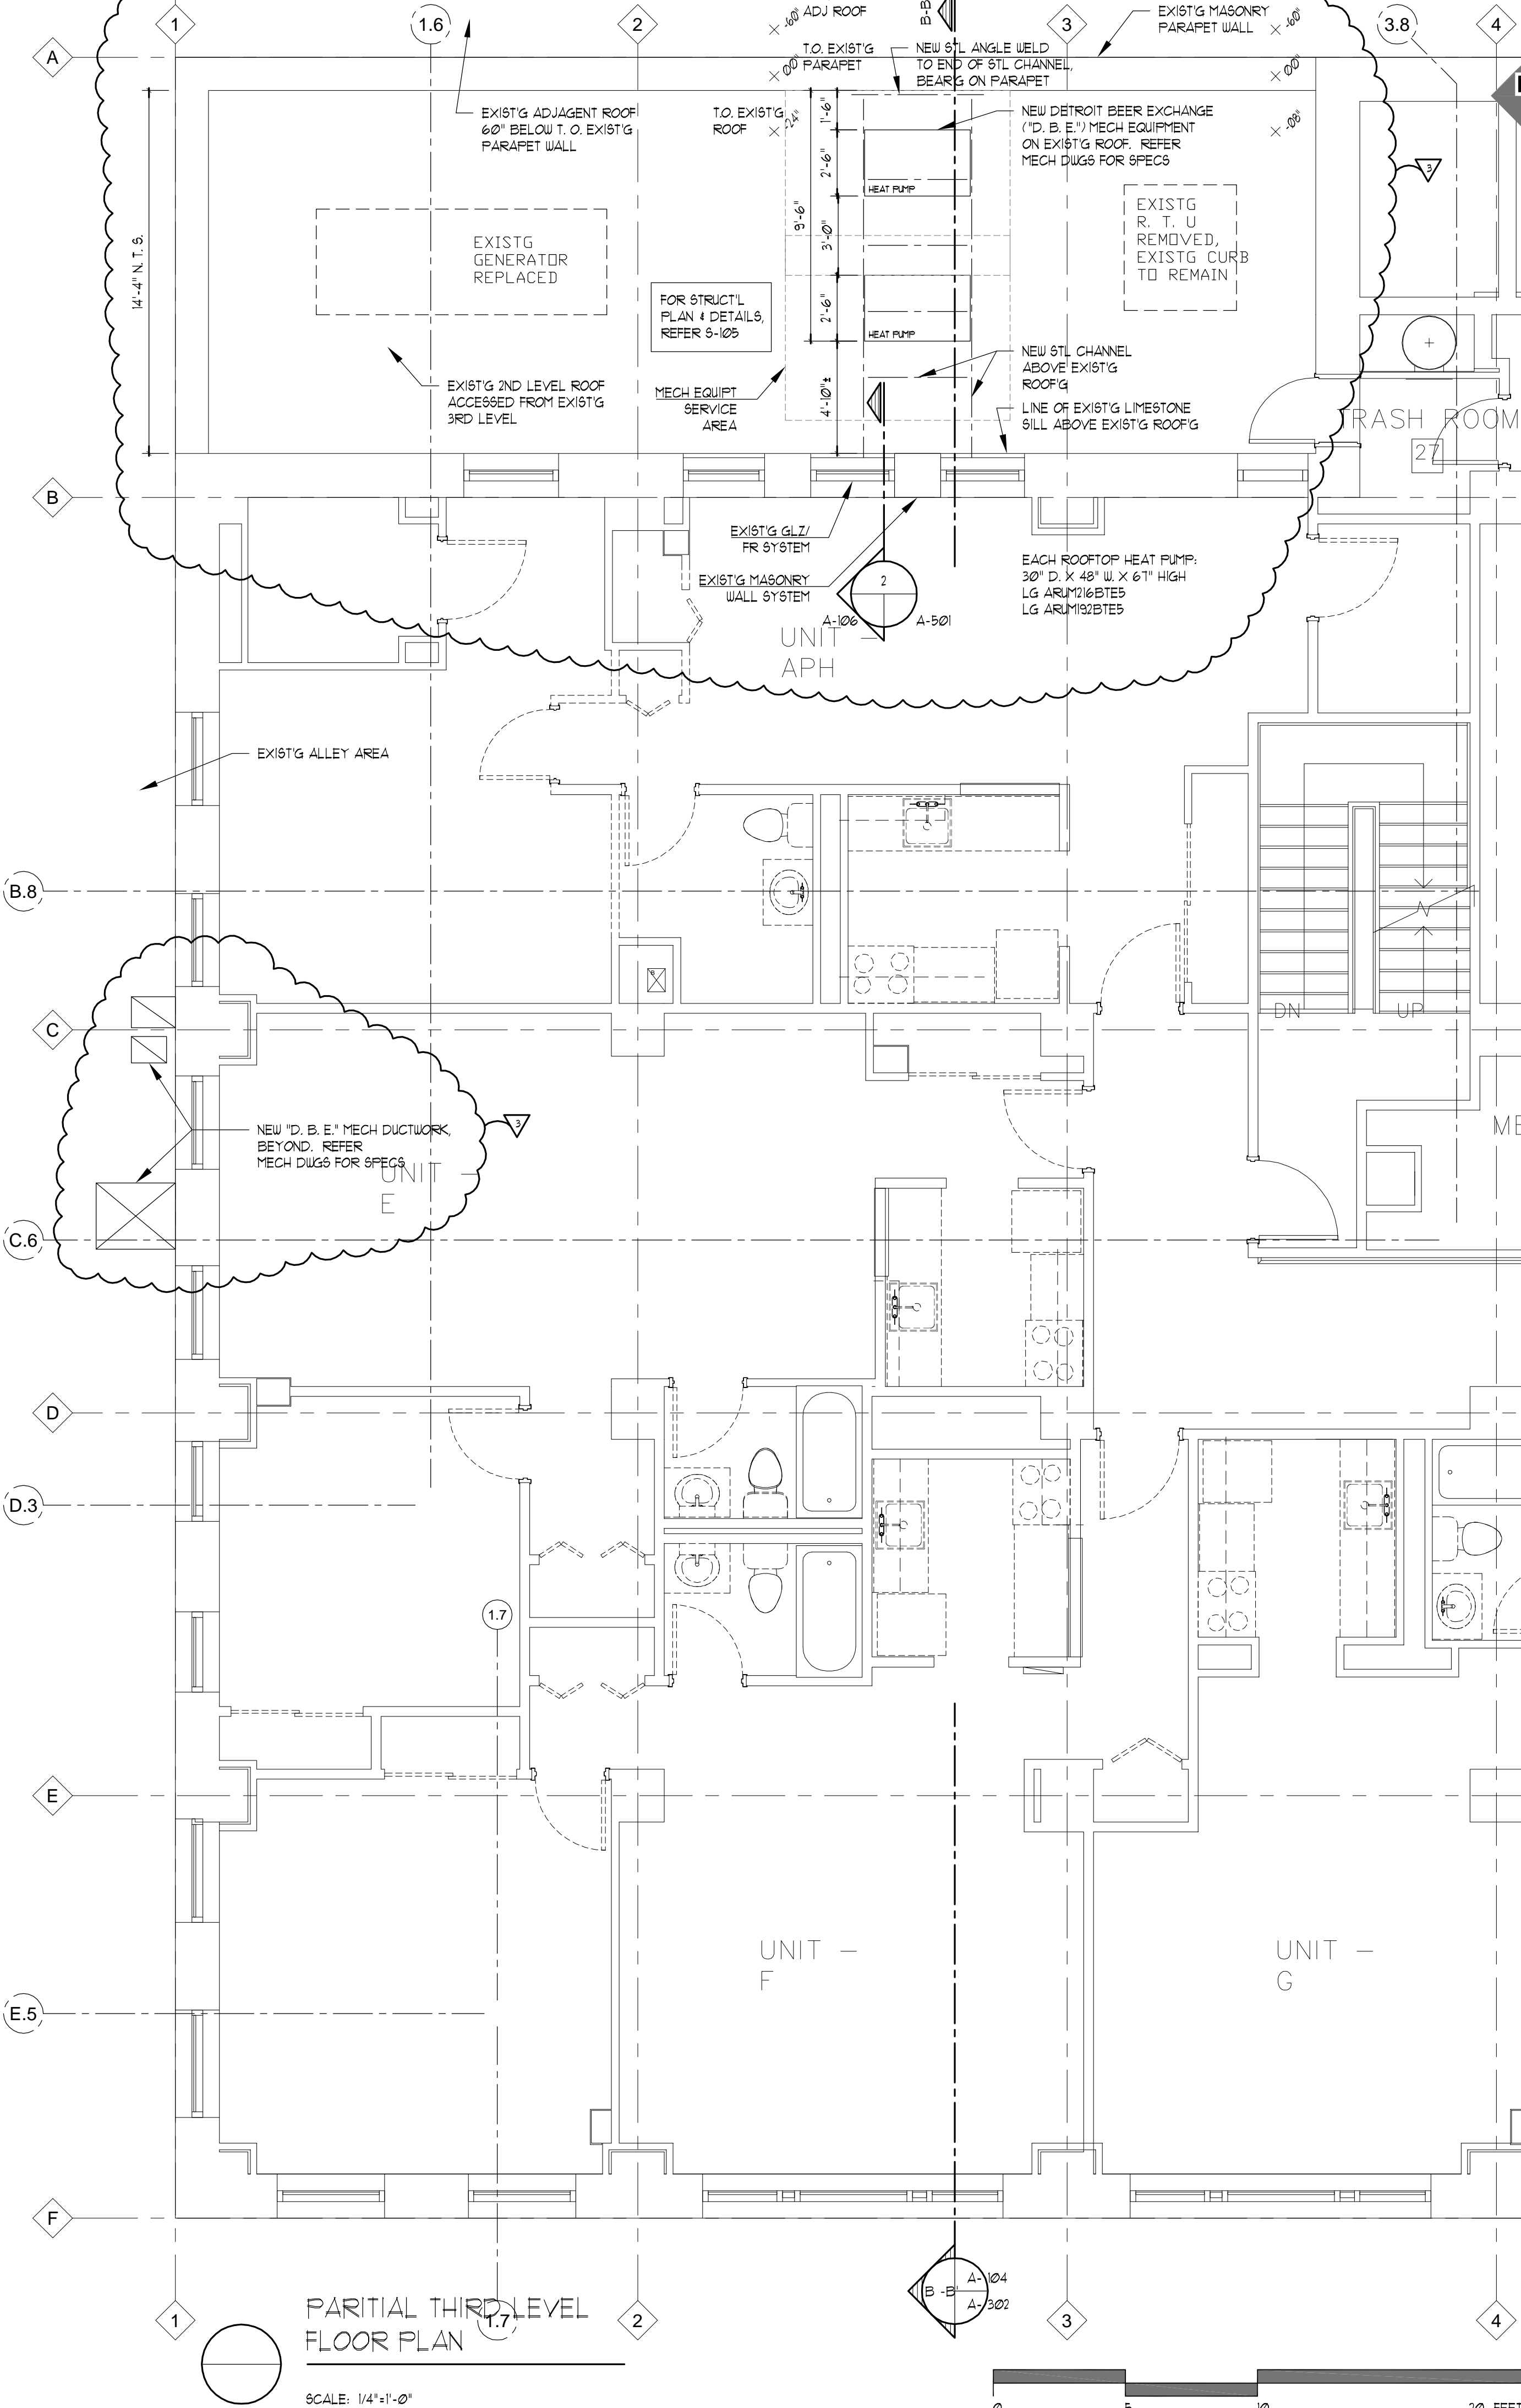 1
1.6
2
3
3.8
4
A
-60" ADJ ROOF
B-B
EXIST'G MASONRY
PARAPET WALL
-60"
T.O. EXIST'G
PARAPET
00"
NEW STL ANGLE WELD
TO END OF STL CHANNEL,
BEAR'G ON PARAPET
00"
EXIST'G ADJAGENT ROOF
60" BELOW T. O. EXIST'G
PARAPET WALL
T.O. EXIST'G
ROOF
-24"
1'-6"
NEW DETROIT BEER EXCHANGE
("D. B. E.") MECH EQUIPMENT
ON EXIST'G ROOF. REFER
MECH DWGS FOR SPECS
-08"
3
2'-6"
HEAT PUMP
9'-6"
3'-0"
14'-4" N.T.S.
EXISTG
GENERATOR
REPLACED
EXISTG
R. T. U
REMOVED,
EXISTG CURB
TO REMAIN
FOR STRUCT'L
PLAN & DETAILS,
REFER S-105
2'-6"
HEAT PUMP
NEW STL CHANNEL
ABOVE EXIST'G
ROOF'G
EXIST'G 2ND LEVEL ROOF
ACCESSED FROM EXIST'G
3RD LEVEL
MECH EQUIPT
SERVICE
AREA
4'-10"±
LINE OF EXIST'G LIMESTONE
SILL ABOVE EXIST'G ROOF'G
TRASH ROOM
27
B
EXIST'G GLZ/
FR SYSTEM
EXIST'G MASONRY
WALL SYSTEM
2
A-106
A-501
EACH ROOFTOP HEAT PUMP:
30" D. X 48" W. X 67" HIGH
LG ARUM216BTE5
LG ARUM192BTE5
UNIT -
APH
EXIST'G ALLEY AREA
B.8
DN
UP
C
NEW "D. B. E." MECH DUCTWORK,
BEYOND. REFER
MECH DWGS FOR SPECS
3
UNIT -
E
ME
C.6
D
D.3
1.7
E
UNIT -
F
UNIT -
G
E.5
F
B -B'
A-104
A-302
1
1.7
2
3
4
PARITIAL THIRD LEVEL
FLOOR PLAN
SCALE: 1/4"=1'-0"
0
5
10
20 FEET